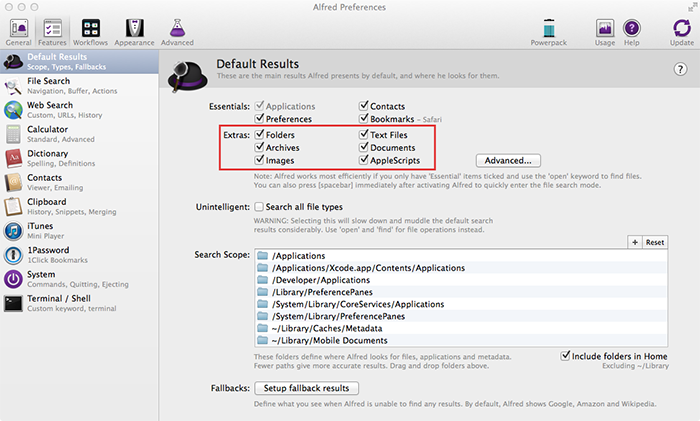 Alfred Preferences
General Features Workflows Appearance Advanced Powerpack Usage Help Update
Default Results
Scope, Types, Fallbacks
File Search
Navigation, Buffer, Actions
Web Search
Custom, URLs, History
Calculator
Standard, Advanced
Dictionary
Spelling, Definitions
Contacts
Viewer, Emailing
Clipboard
History, Snippets, Merging
iTunes
Mini Player
1Password
1Click Bookmarks
System
Commands, Quitting, Ejecting
Terminal / Shell
Custom keyword, terminal
Default Results
These are the main results Alfred presents by default, and where he looks for them.
?
Essentials: Applications Contacts
Preferences Bookmarks – Safari
Extras: Folders Text Files
Archives Documents
Images AppleScripts
Advanced...
Note: Alfred works most efficiently if you only have 'Essential' items ticked and use the 'open' keyword to find files.
You can also press [spacebar] immediately after activating Alfred to quickly enter the file search mode.
Unintelligent: Search all file types
WARNING: Selecting this will slow down and muddle the default search
results considerably. Use 'open' and 'find' for file operations instead.
+ Reset
Search Scope: /Applications
/Applications/Xcode.app/Contents/Applications
/Developer/Applications
/Library/PreferencePanes
/System/Library/CoreServices/Applications
/System/Library/PreferencePanes
~/Library/Caches/Metadata
~/Library/Mobile Documents
These folders define where Alfred looks for files, applications and metadata.
Fewer paths give more accurate results. Drag and drop folders above.
Include folders in Home
Excluding ~/Library
Fallbacks: Setup fallback results
Define what you see when Alfred is unable to find any results. By default, Alfred shows Google, Amazon and Wikipedia.